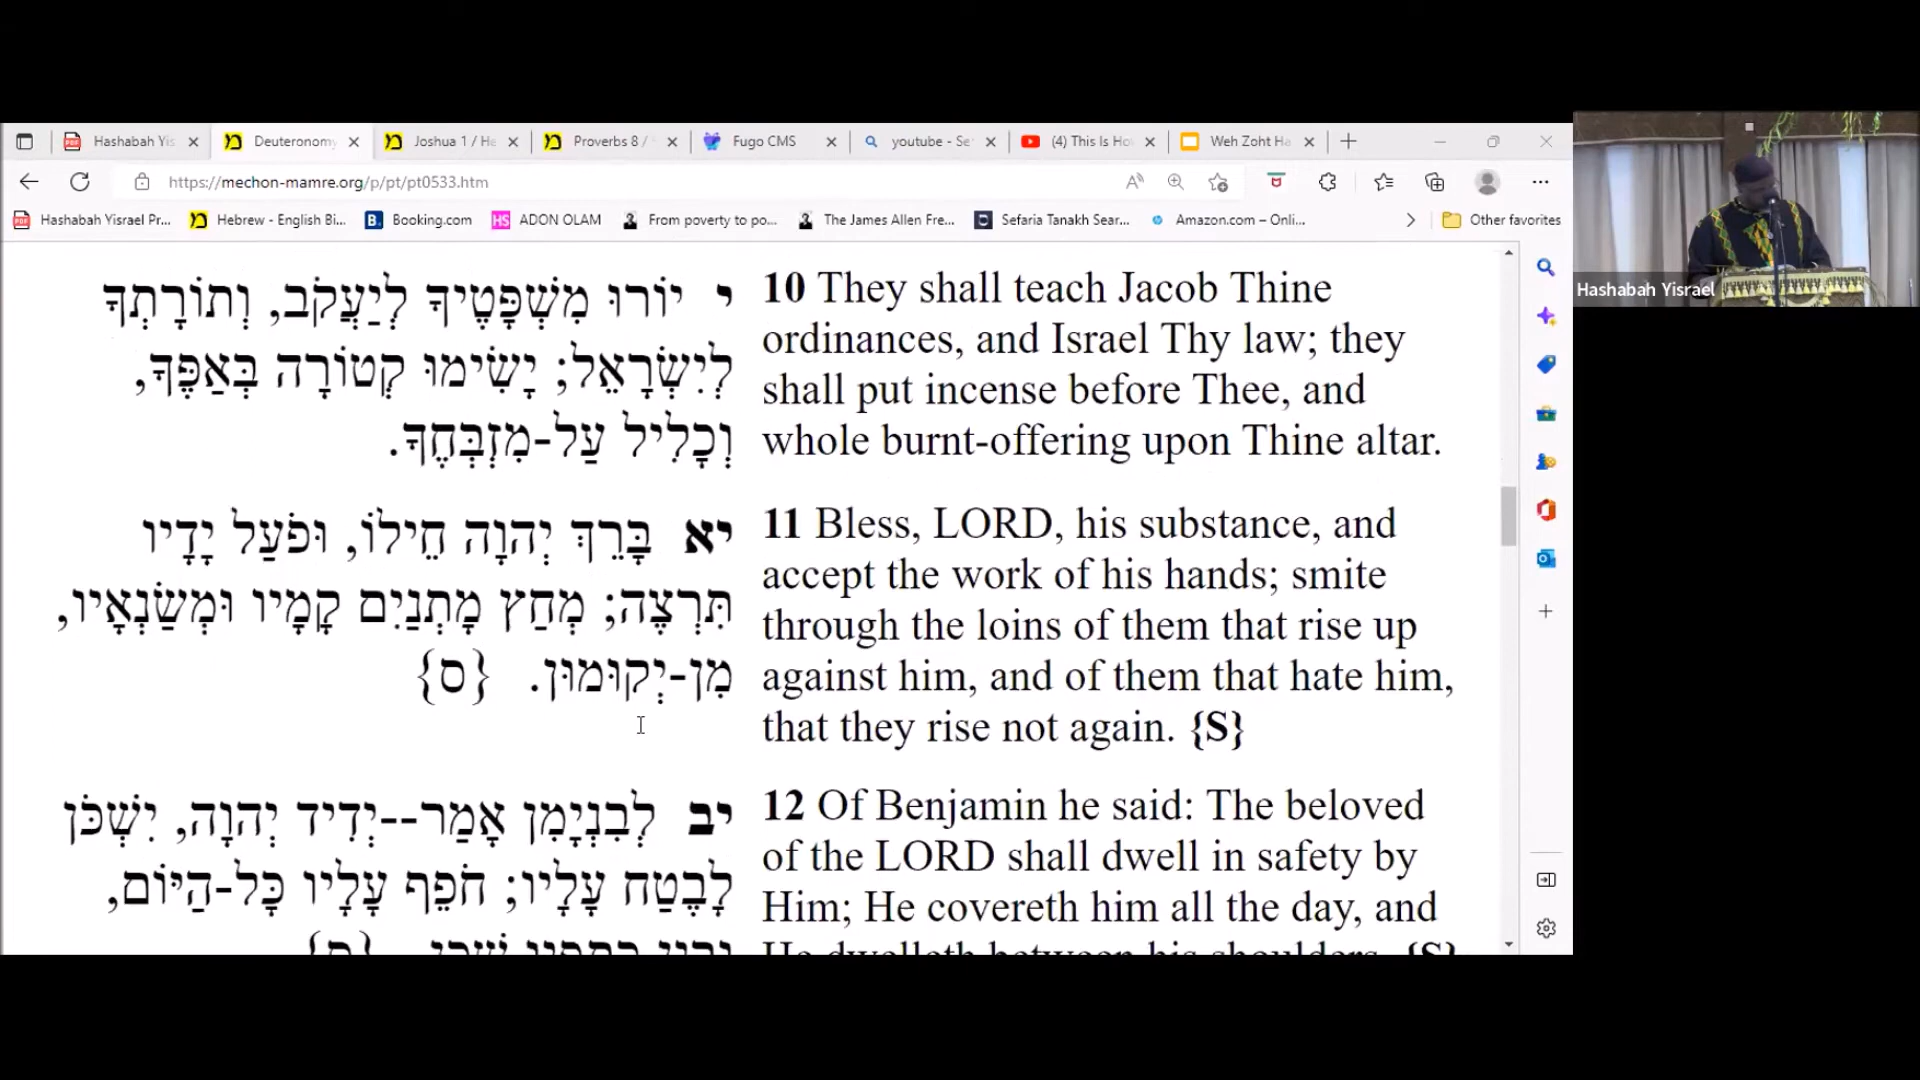 Hashabah Yis
Deuteronomy
Joshua 1 / He
Proverbs 8 /
Fugo CMS
youtube - Se
(4) This Is Ho
Weh Zoht Ha
https://mechon-mamre.org/p/pt/pt0533.htm
Hashabah Yisrael Pr...
Hebrew - English Bi...
Booking.com
HS ADON OLAM
From poverty to po...
The James Allen Fre...
Sefaria Tanakh Sear...
Amazon.com – Onli...
Other favorites
Hashabah Yisrael
י יוֹרוּ מִשְׁפָּטֶיךָ לְיַעֲקֹב, וְתוֹרָתְךָ
לְיִשְׂרָאֵל; יָשִׂימוּ קְטוֹרָה בְּאַפֶּךָ,
וְכָלִיל עַל-מִזְבְּחֶךָ.
10 They shall teach Jacob Thine
ordinances, and Israel Thy law; they
shall put incense before Thee, and
whole burnt-offering upon Thine altar.
יא בָּרֵךְ יְהוָה חֵילוֹ, וּפֹעַל יָדָיו
תִּרְצֶה; מְחַץ מָתְנַיִם קָמָיו וּמְשַׂנְאָיו,
מִן-יְקוּמוּן. {ס}
11 Bless, LORD, his substance, and
accept the work of his hands; smite
through the loins of them that rise up
against him, and of them that hate him,
that they rise not again. {S}
יב לְבִנְיָמִן אָמַר--יְדִיד יְהוָה, יִשְׁכֹּן
לָבֶטַח עָלָיו; חֹפֵף עָלָיו כָּל-הַיּוֹם,
12 Of Benjamin he said: The beloved
of the LORD shall dwell in safety by
Him; He covereth him all the day, and
He dwelleth between his shoulders. {S}